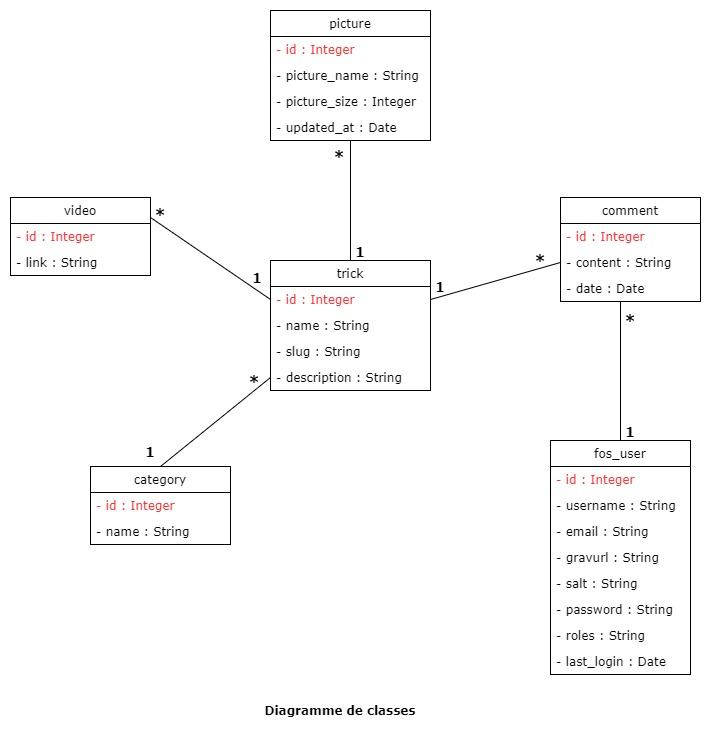 picture
- id : Integer
- picture_name : String
- picture_size : Integer
- updated_at : Date
*
1
video
- id : Integer
- link : String
*
1
comment
- id : Integer
- content : String
- date : Date
*
1
*
1
trick
- id : Integer
- name : String
- slug : String
- description : String
*
1
category
- id : Integer
- name : String
fos_user
- id : Integer
- username : String
- email : String
- gravurl : String
- salt : String
- password : String
- roles : String
- last_login : Date
Diagramme de classes